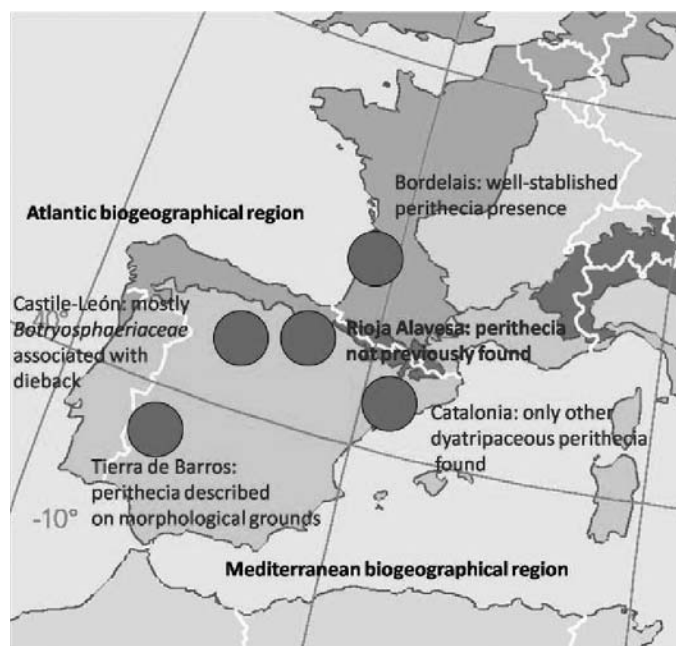 Bordelais: well-stablished
perithecia presence
Atlantic biogeographical region
Castile-León: mostly
Botryosphaeriaceae
associated with
dieback
40°
Rioja Alavesa: perithecia
not previously found
Catalonia: only other
dyatripaceous perithecia
found
Tierra de Barros:
perithecia described
on morphological grounds
-10°
Mediterranean biogeographical region